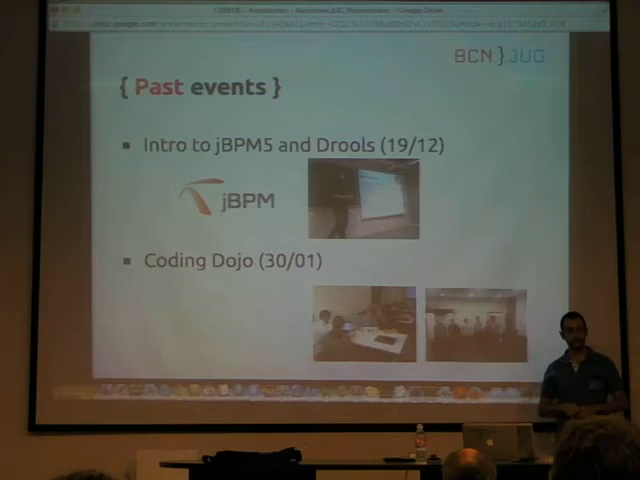 BCN } JUG
{ Past events }
Intro to jBPM5 and Drools (19/12)
jBPM
Coding Dojo (30/01)